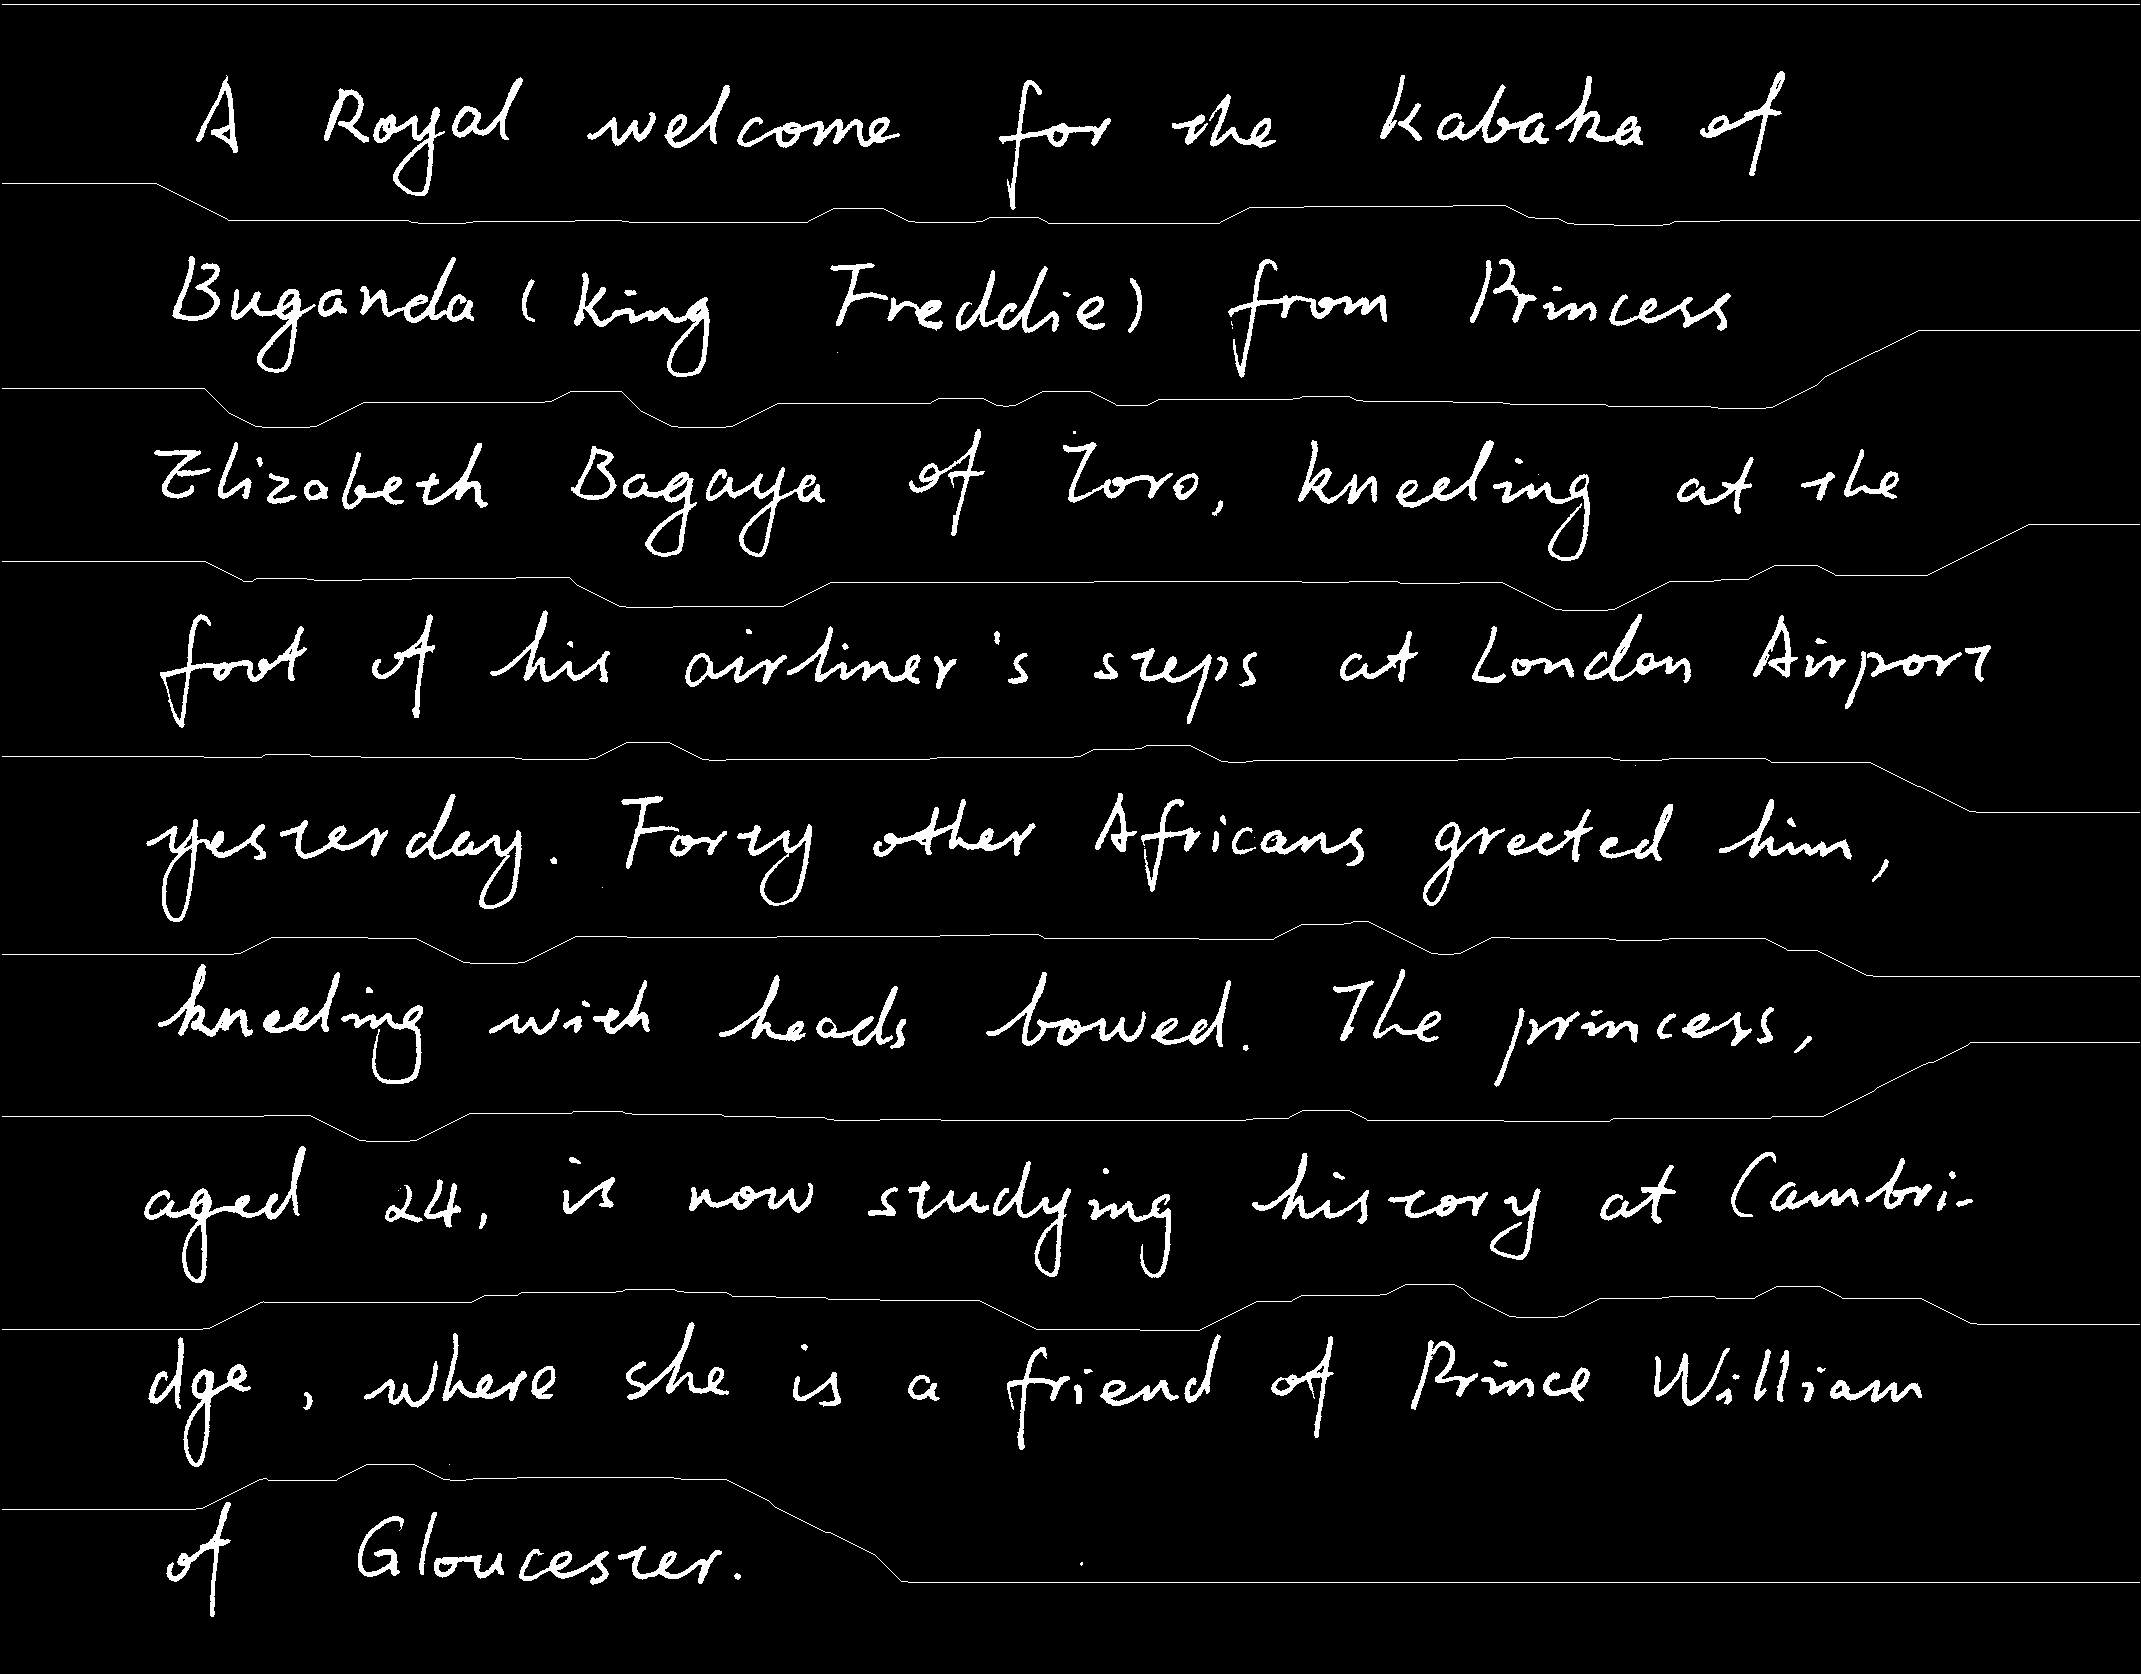 A Royal welcome for the Kabaka of
Buganda (King Freddie) from Princess
Elizabeth Bagaya of Toro, kneeling at the
foot of his airliner's steps at London Airport
yesterday. Forty other Africans greeted him,
kneeling with heads bowed. The princess,
aged 24, is now studying history at Cambri-
dge, where she is a friend of Prince William
of Gloucester.